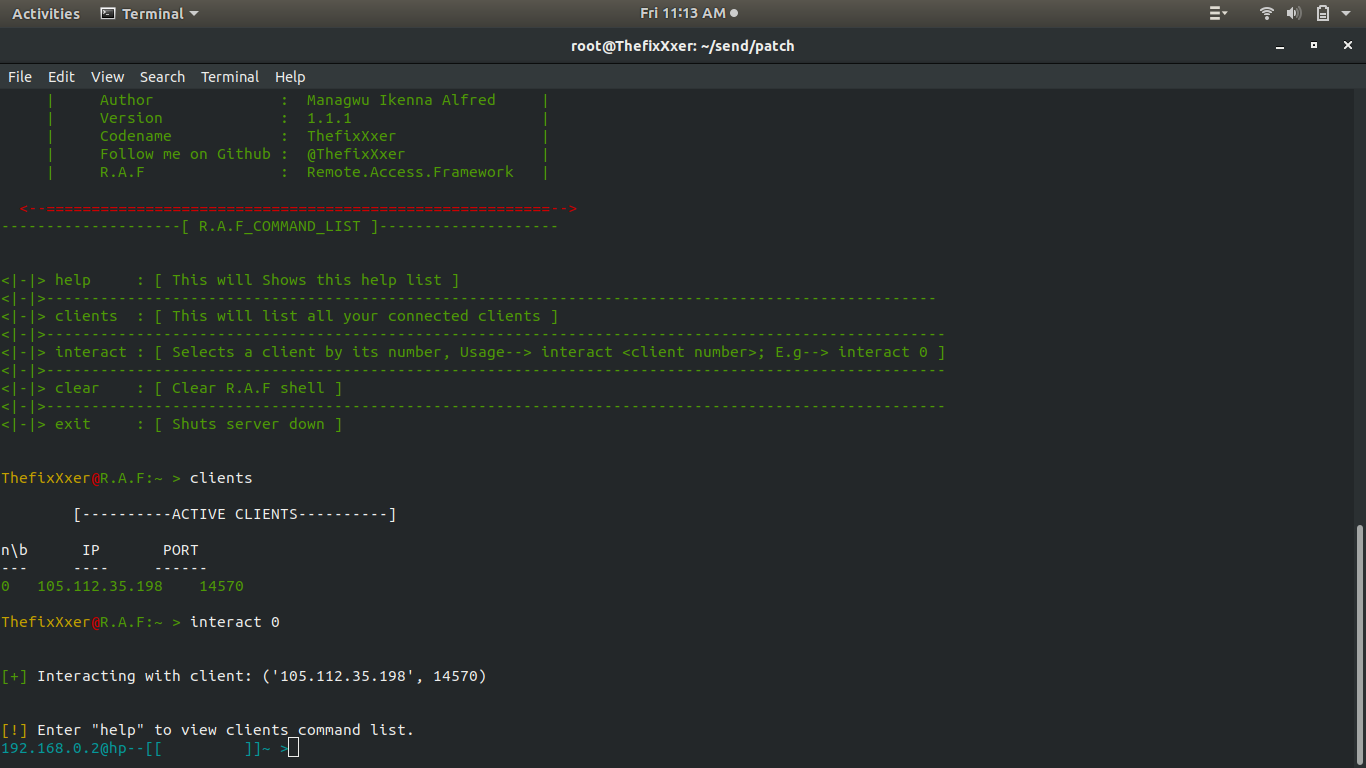 Activities Terminal Fri 11:13 AM
root@ThefixXxer: ~/send/patch
File Edit View Search Terminal Help
| Author : Managwu Ikenna Alfred |
| Version : 1.1.1 |
| Codename : ThefixXxer |
| Follow me on Github : @ThefixXxer |
| R.A.F : Remote.Access.Framework |
<--========================================================-->
--------------------[ R.A.F_COMMAND_LIST ]--------------------
<|-|> help : [ This will Shows this help list ]
<|-|>---------------------------------------------------------------------------------------------------
<|-|> clients : [ This will list all your connected clients ]
<|-|>----------------------------------------------------------------------------------------------------
<|-|> interact : [ Selects a client by its number, Usage--> interact <client number>; E.g--> interact 0 ]
<|-|>----------------------------------------------------------------------------------------------------
<|-|> clear : [ Clear R.A.F shell ]
<|-|>----------------------------------------------------------------------------------------------------
<|-|> exit : [ Shuts server down ]
ThefixXxer@R.A.F:~ > clients
[----------ACTIVE CLIENTS----------]
n\b IP PORT
--- ---- ------
0 105.112.35.198 14570
ThefixXxer@R.A.F:~ > interact 0
[+] Interacting with client: ('105.112.35.198', 14570)
[!] Enter "help" to view clients command list.
192.168.0.2@hp--[[ ]]~ >